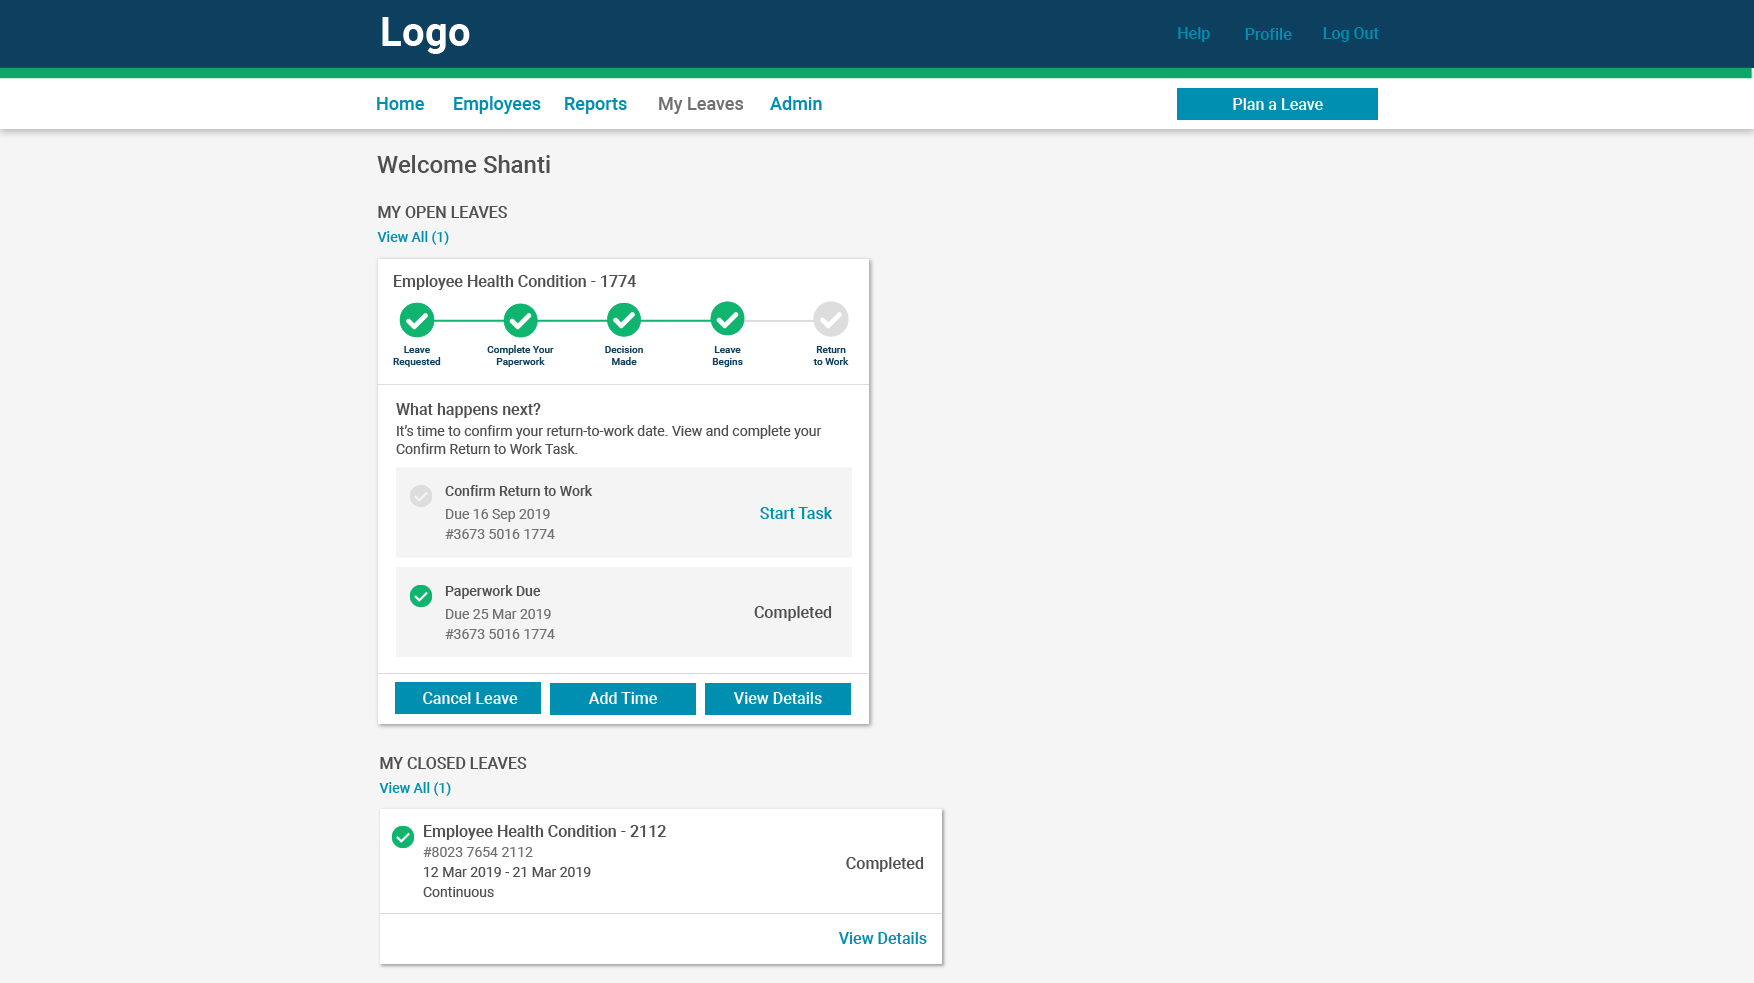 Logo
Help
Profile
Log Out
Home
Employees
Reports
My Leaves
Admin
Plan a Leave
Welcome Shanti
MY OPEN LEAVES
View All (1)
Employee Health Condition - 1774
Leave
Requested
Complete Your
Paperwork
Decision
Made
Leave
Begins
Return
to Work
What happens next?
It's time to confirm your return-to-work date. View and complete your
Confirm Return to Work Task.
Confirm Return to Work
Due 16 Sep 2019
#3673 5016 1774
Start Task
Paperwork Due
Due 25 Mar 2019
#3673 5016 1774
Completed
Cancel Leave
Add Time
View Details
MY CLOSED LEAVES
View All (1)
Employee Health Condition - 2112
#8023 7654 2112
12 Mar 2019 - 21 Mar 2019
Continuous
Completed
View Details